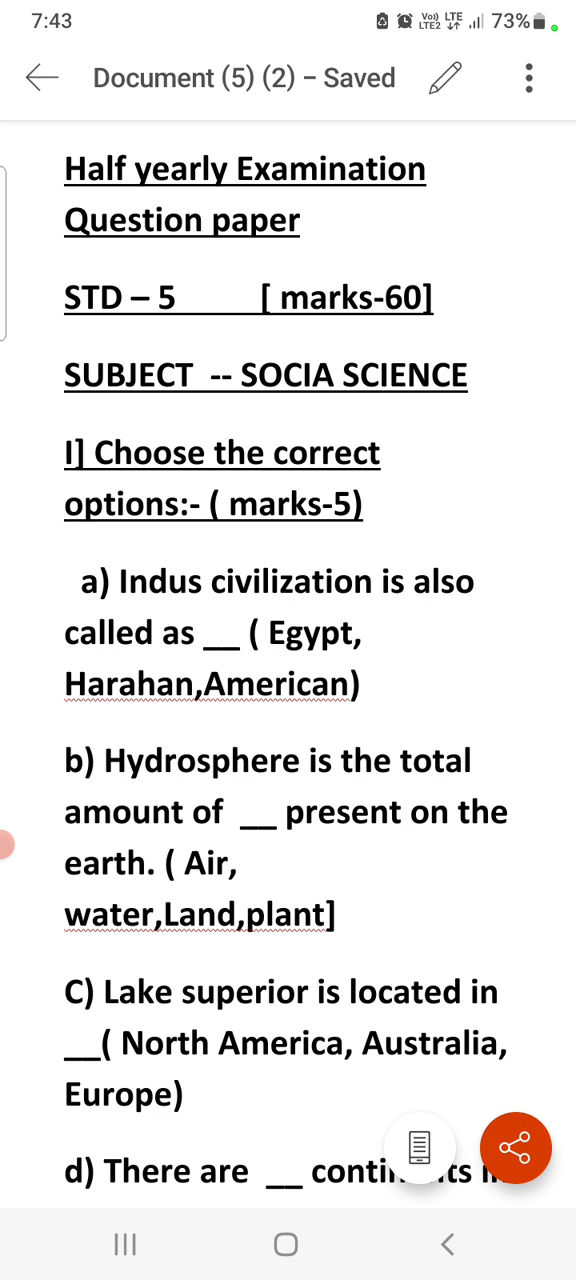 7:43 Vo)) LTE2 LTE 73%
Document (5) (2) – Saved
Half yearly Examination
Question paper
STD – 5 [ marks-60]
SUBJECT -- SOCIA SCIENCE
I] Choose the correct
options:- ( marks-5)
a) Indus civilization is also
called as __ ( Egypt,
Harahan,American)
b) Hydrosphere is the total
amount of __ present on the
earth. ( Air,
water,Land,plant]
C) Lake superior is located in
__( North America, Australia,
Europe)
d) There are __